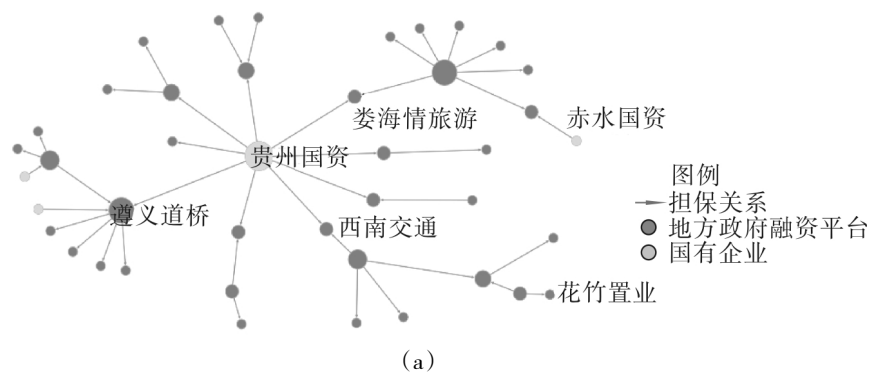 娄海情旅游
赤水国资
贵州国资
遵义道桥
西南交通
花竹置业
图例
担保关系
地方政府融资平台
国有企业
(a)